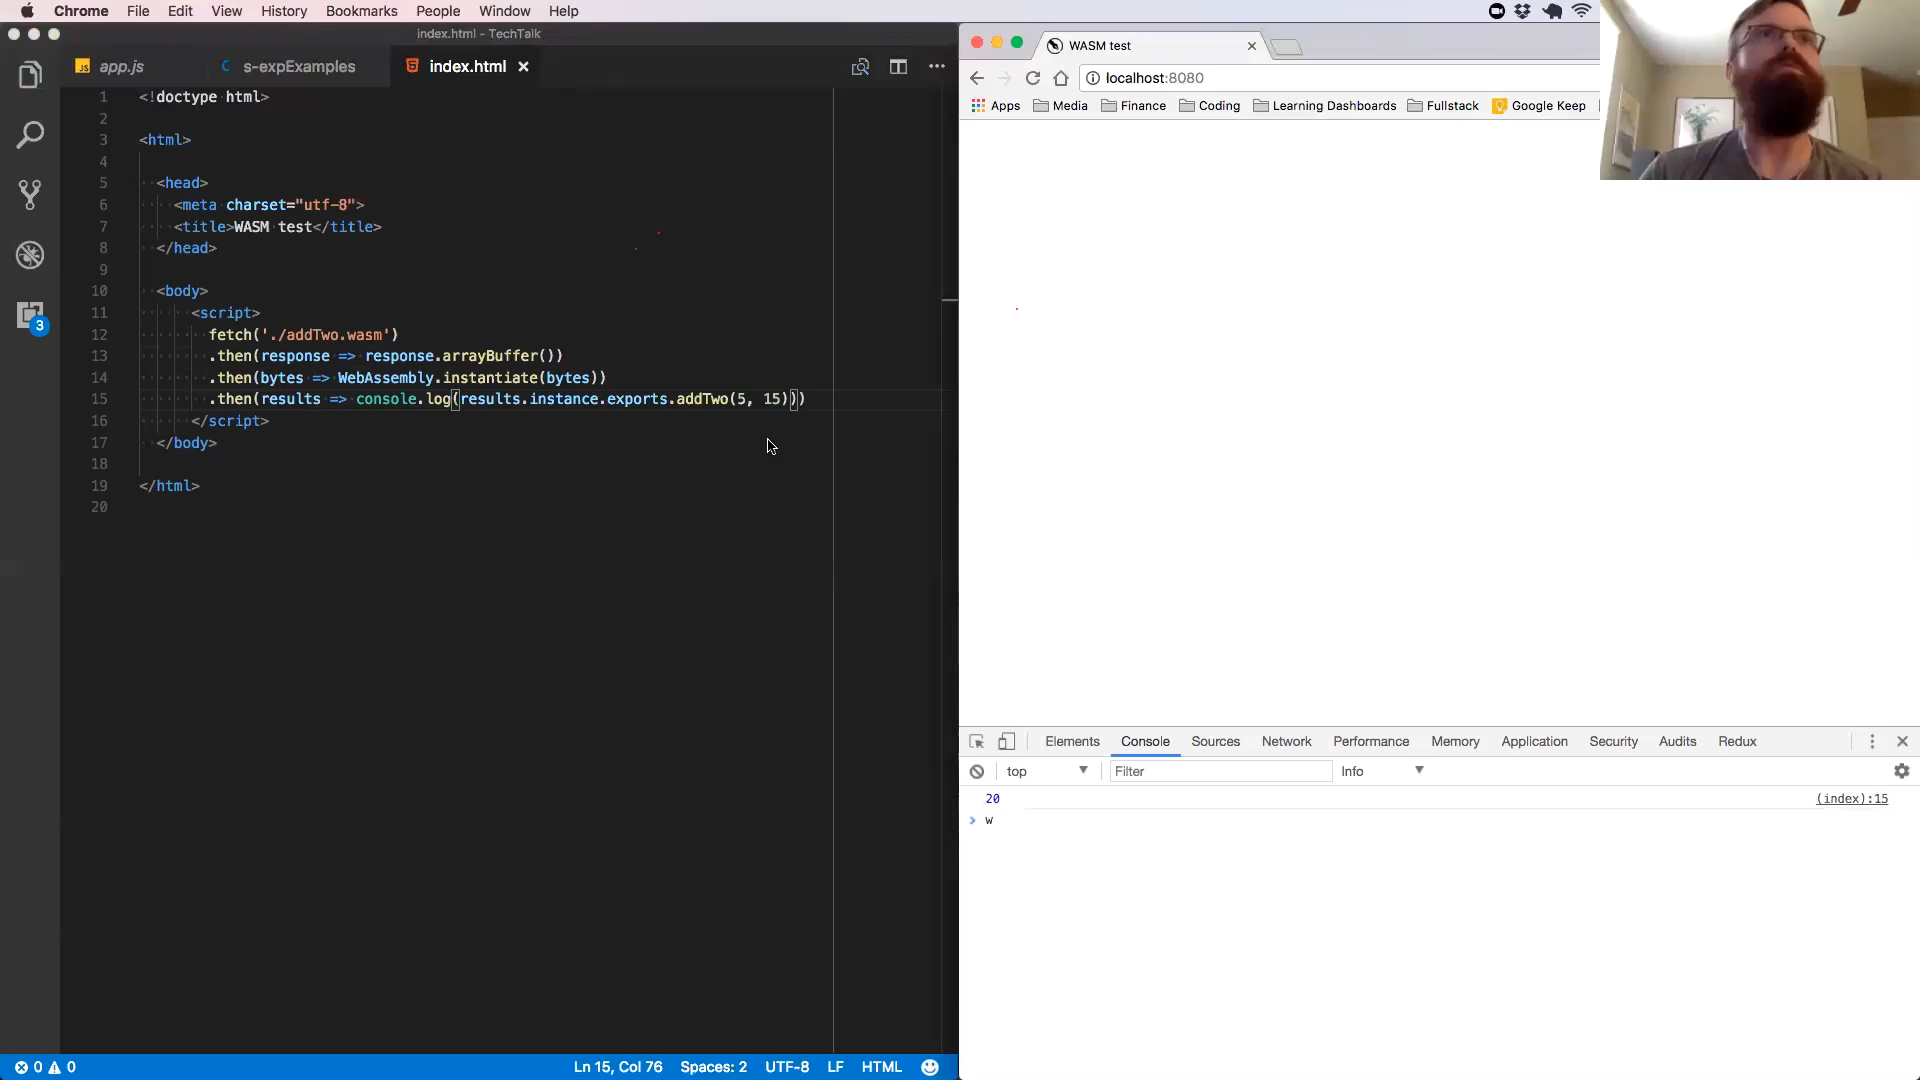 Chrome File Edit View History Bookmarks People Window Help
index.html - TechTalk
app.js s-expExamples index.html
1 <!doctype html>
2
3 <html>
4
5 <head>
6 <meta charset="utf-8">
7 <title>WASM test</title>
8 </head>
9
10 <body>
11 <script>
12 fetch('./addTwo.wasm')
13 .then(response => response.arrayBuffer())
14 .then(bytes => WebAssembly.instantiate(bytes))
15 .then(results => console.log(results.instance.exports.addTwo(5, 15)))
16 </script>
17 </body>
18
19 </html>
20
3
0 0 Ln 15, Col 76 Spaces: 2 UTF-8 LF HTML
WASM test
localhost:8080
Apps Media Finance Coding Learning Dashboards Fullstack Google Keep
Elements Console Sources Network Performance Memory Application Security Audits Redux
top Filter Info
20 (index):15
> w